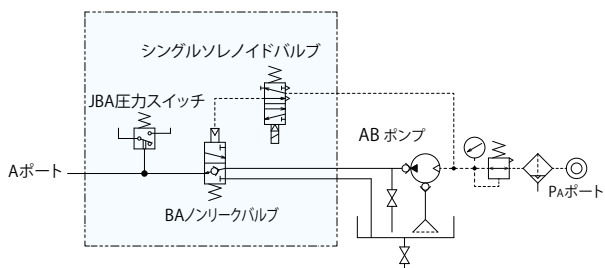 シングルソレノイドバルブ
JBA圧力スイッチ
AB ポンプ
Aポート
PAポート
BAノンリークバルブ